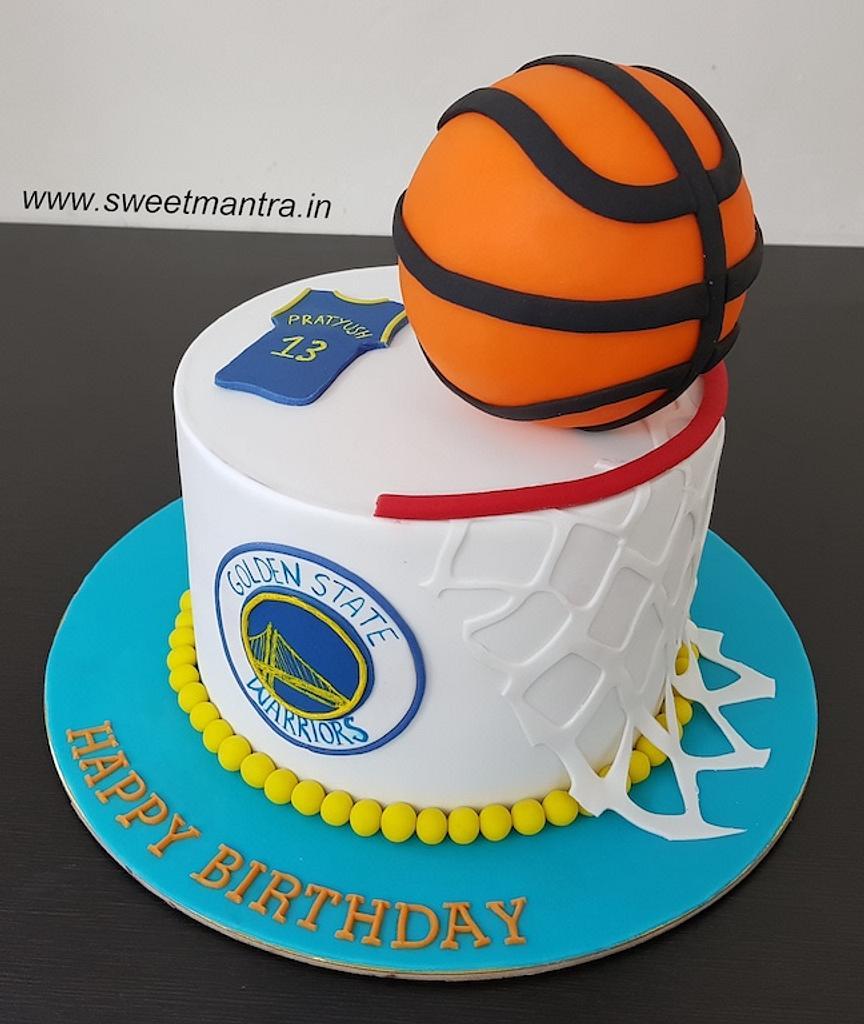 www.sweetmantra.in
PRATYUSH
13
GOLDEN STATE
WARRIORS
HAPPY BIRTHDAY